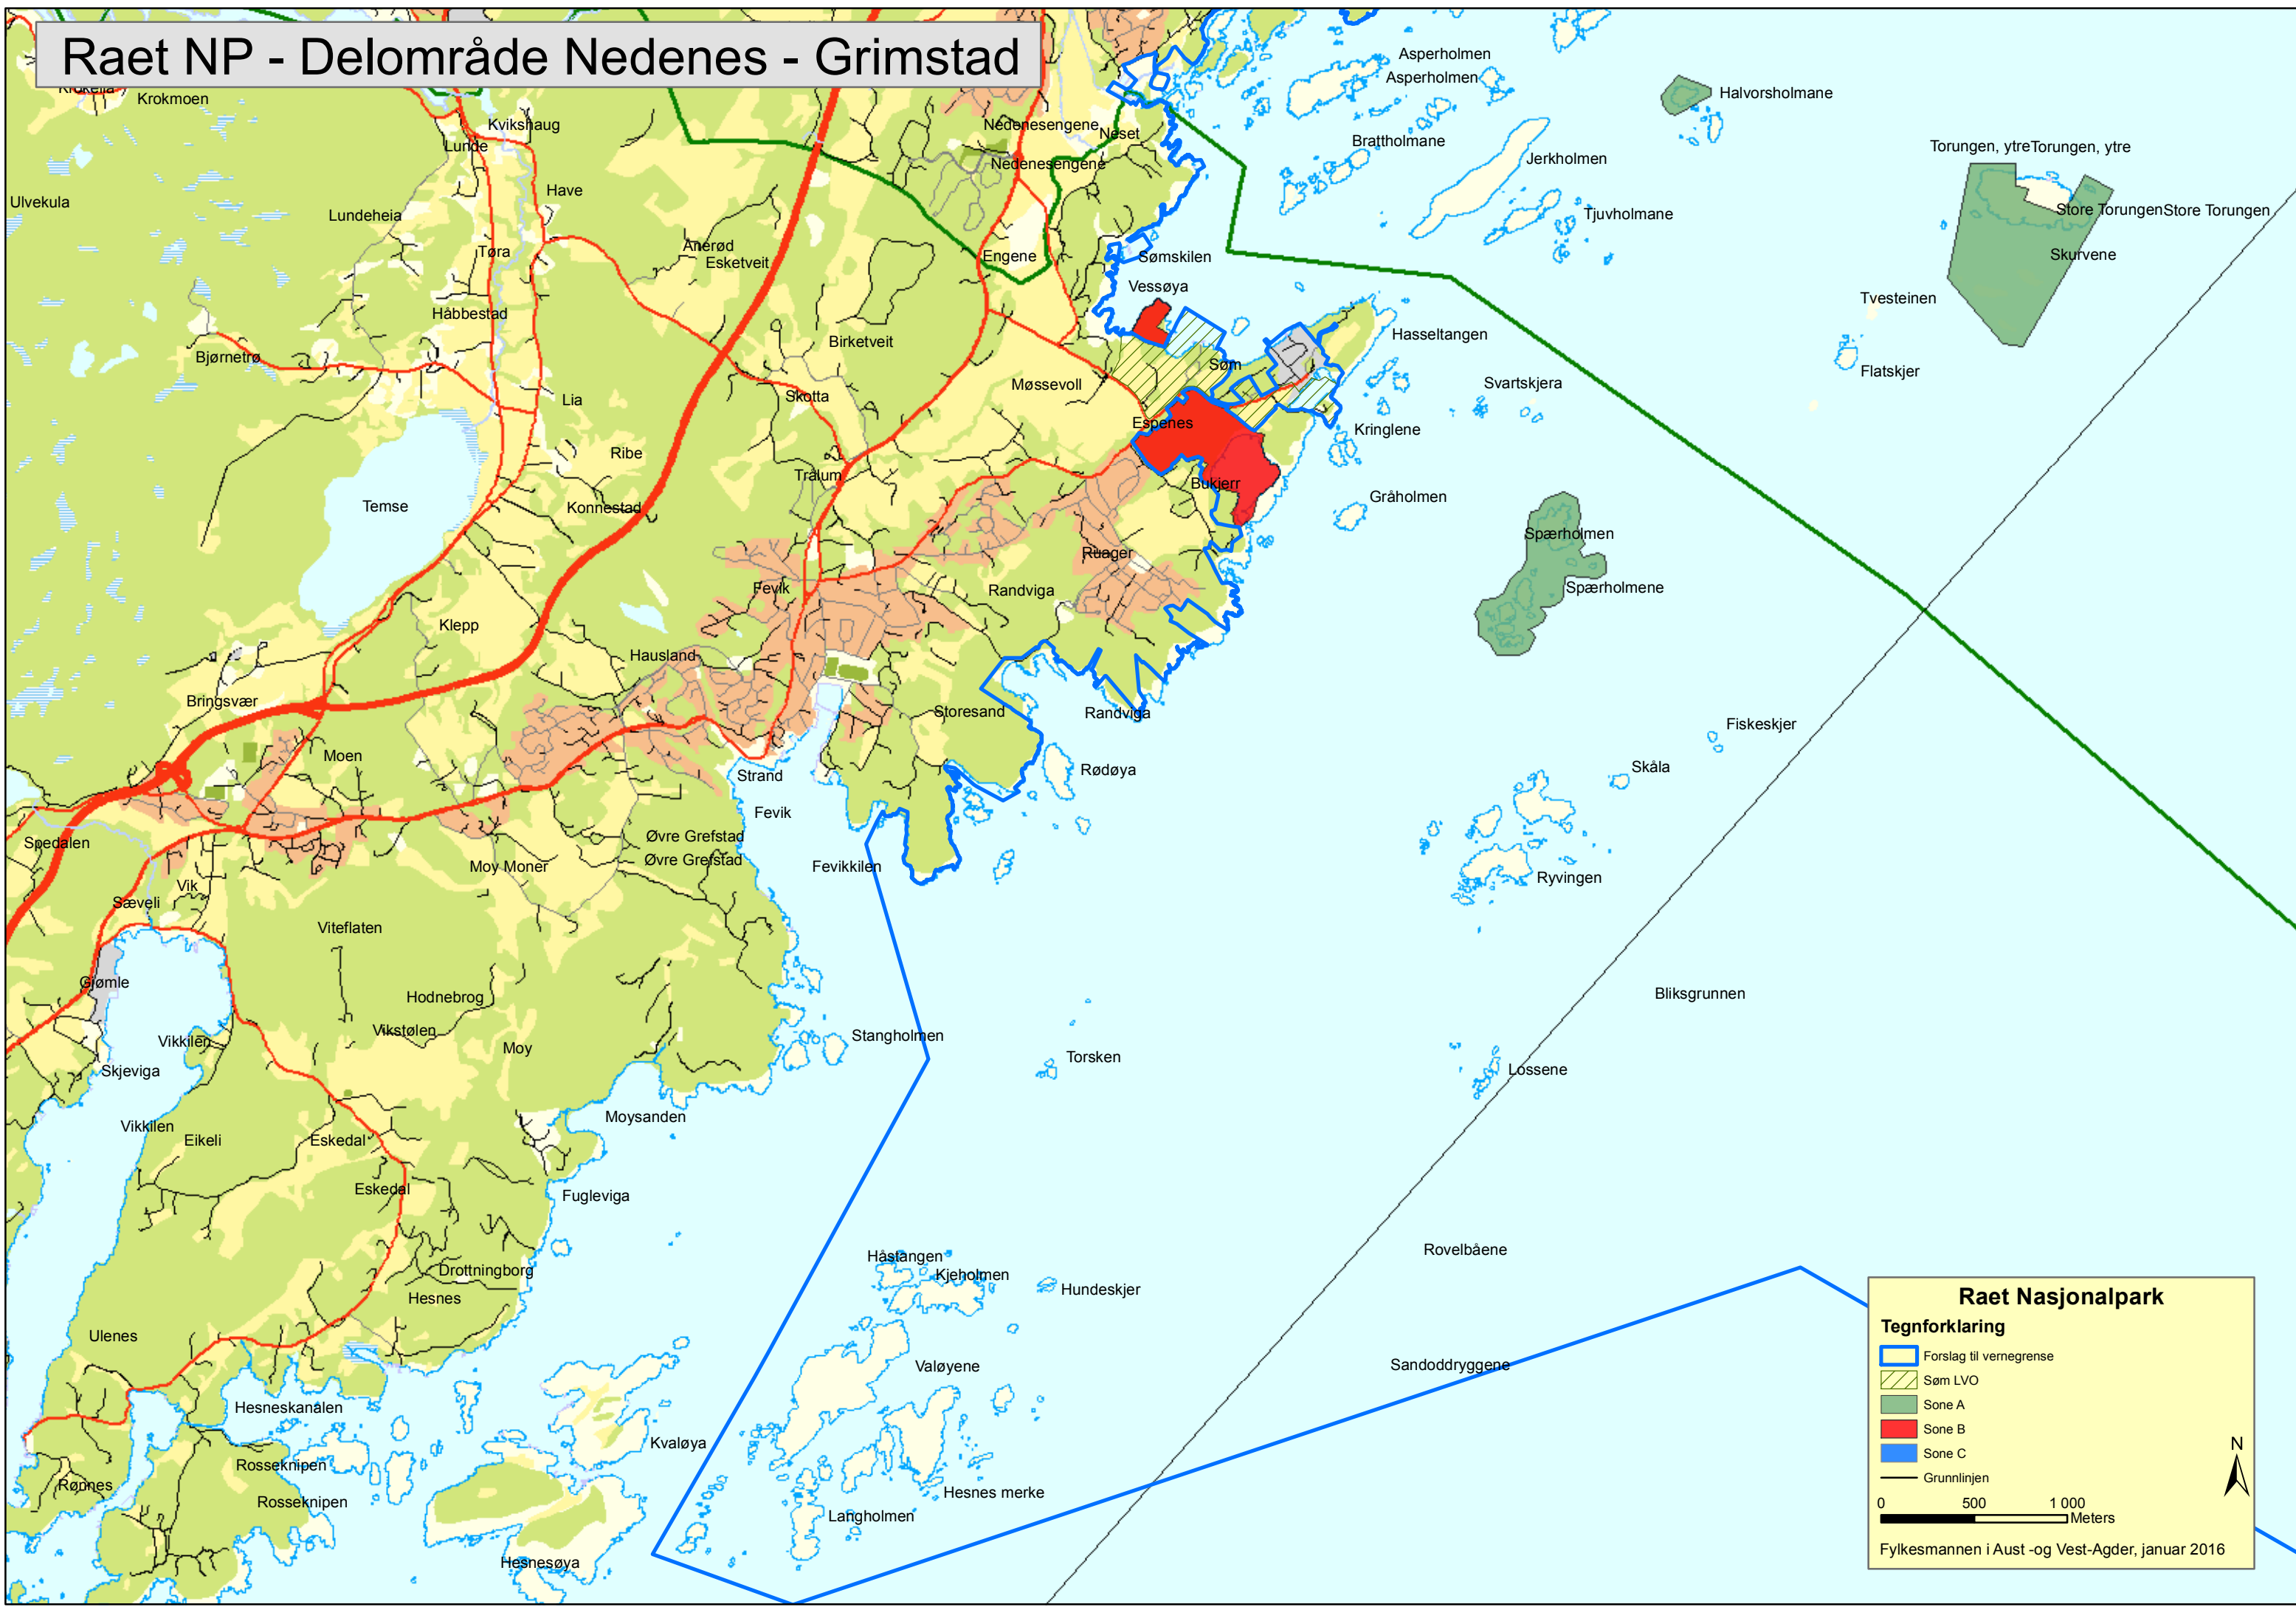 Raet NP - Delområde Nedenes - Grimstad
Krokmoen
Kvikshaug
Lunde
Nedenesengene
Neset
Nedenesengene
Asperholmen
Asperholmen
Halvorsholmane
Brattholmane
Jerkholmen
Torungen, ytre
Torungen, ytre
Ulvekula
Lundeheia
Have
Tjuvholmane
Store Torungen
Store Torungen
Tøra
Ånerød
Esketveit
Engene
Sømskilen
Skurvene
Vessøya
Tvesteinen
Håbbestad
Birketveit
Hasseltangen
Bjørnetrø
Søm
Flatskjer
Møssevoll
Svartskjera
Lia
Skotta
Espenes
Kringlene
Ribe
Trålum
Bukjerr
Gråholmen
Temse
Konnestad
Spærholmen
Ruager
Fevik
Randviga
Spærholmene
Klepp
Hausland
Bringsvær
Storesand
Randviga
Fiskeskjer
Moen
Strand
Rødøya
Skåla
Fevik
Spedalen
Øvre Grefstad
Øvre Grefstad
Moy Moner
Fevikkilen
Ryvingen
Vik
Sæveli
Viteflaten
Gjømle
Hodnebrog
Bliksgrunnen
Vikstølen
Vikkilen
Moy
Stangholmen
Torsken
Skjeviga
Lossene
Moysanden
Vikkilen
Eikeli
Eskedal
Eskedal
Fugleviga
Håstangen
Rovelbåene
Drottningborg
Kjeholmen
Hundeskjer
Hesnes
Ulenes
Valøyene
Sandoddryggene
Hesneskanalen
Kvaløya
Rosseknipen
Rønnes
Hesnes merke
Rosseknipen
Langholmen
Hesnesøya
Raet Nasjonalpark
Tegnforklaring
Forslag til vernegrense
Søm LVO
Sone A
Sone B
Sone C
Grunnlinjen
N
0 500 1 000
Meters
Fylkesmannen i Aust -og Vest-Agder, januar 2016